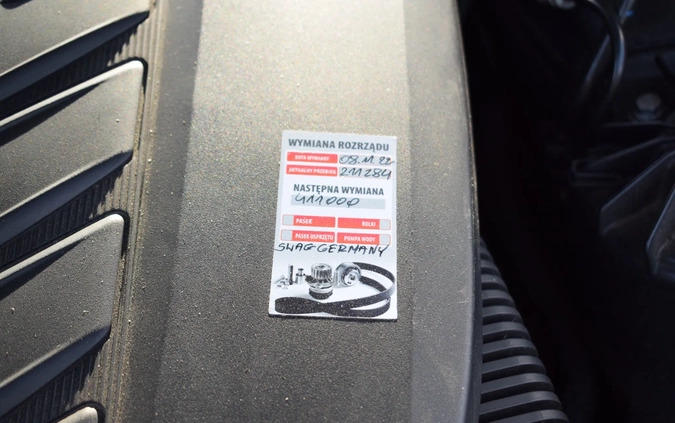 WYMIANA ROZRZĄDU
DATA WYMIANY 08.11.22
AKTUALNY PRZEBIEG 211284
NASTĘPNA WYMIANA
411000
PASEK ROLKI
PASEK OSPRZĘTU POMPA WODY
SWAG-GERMANY